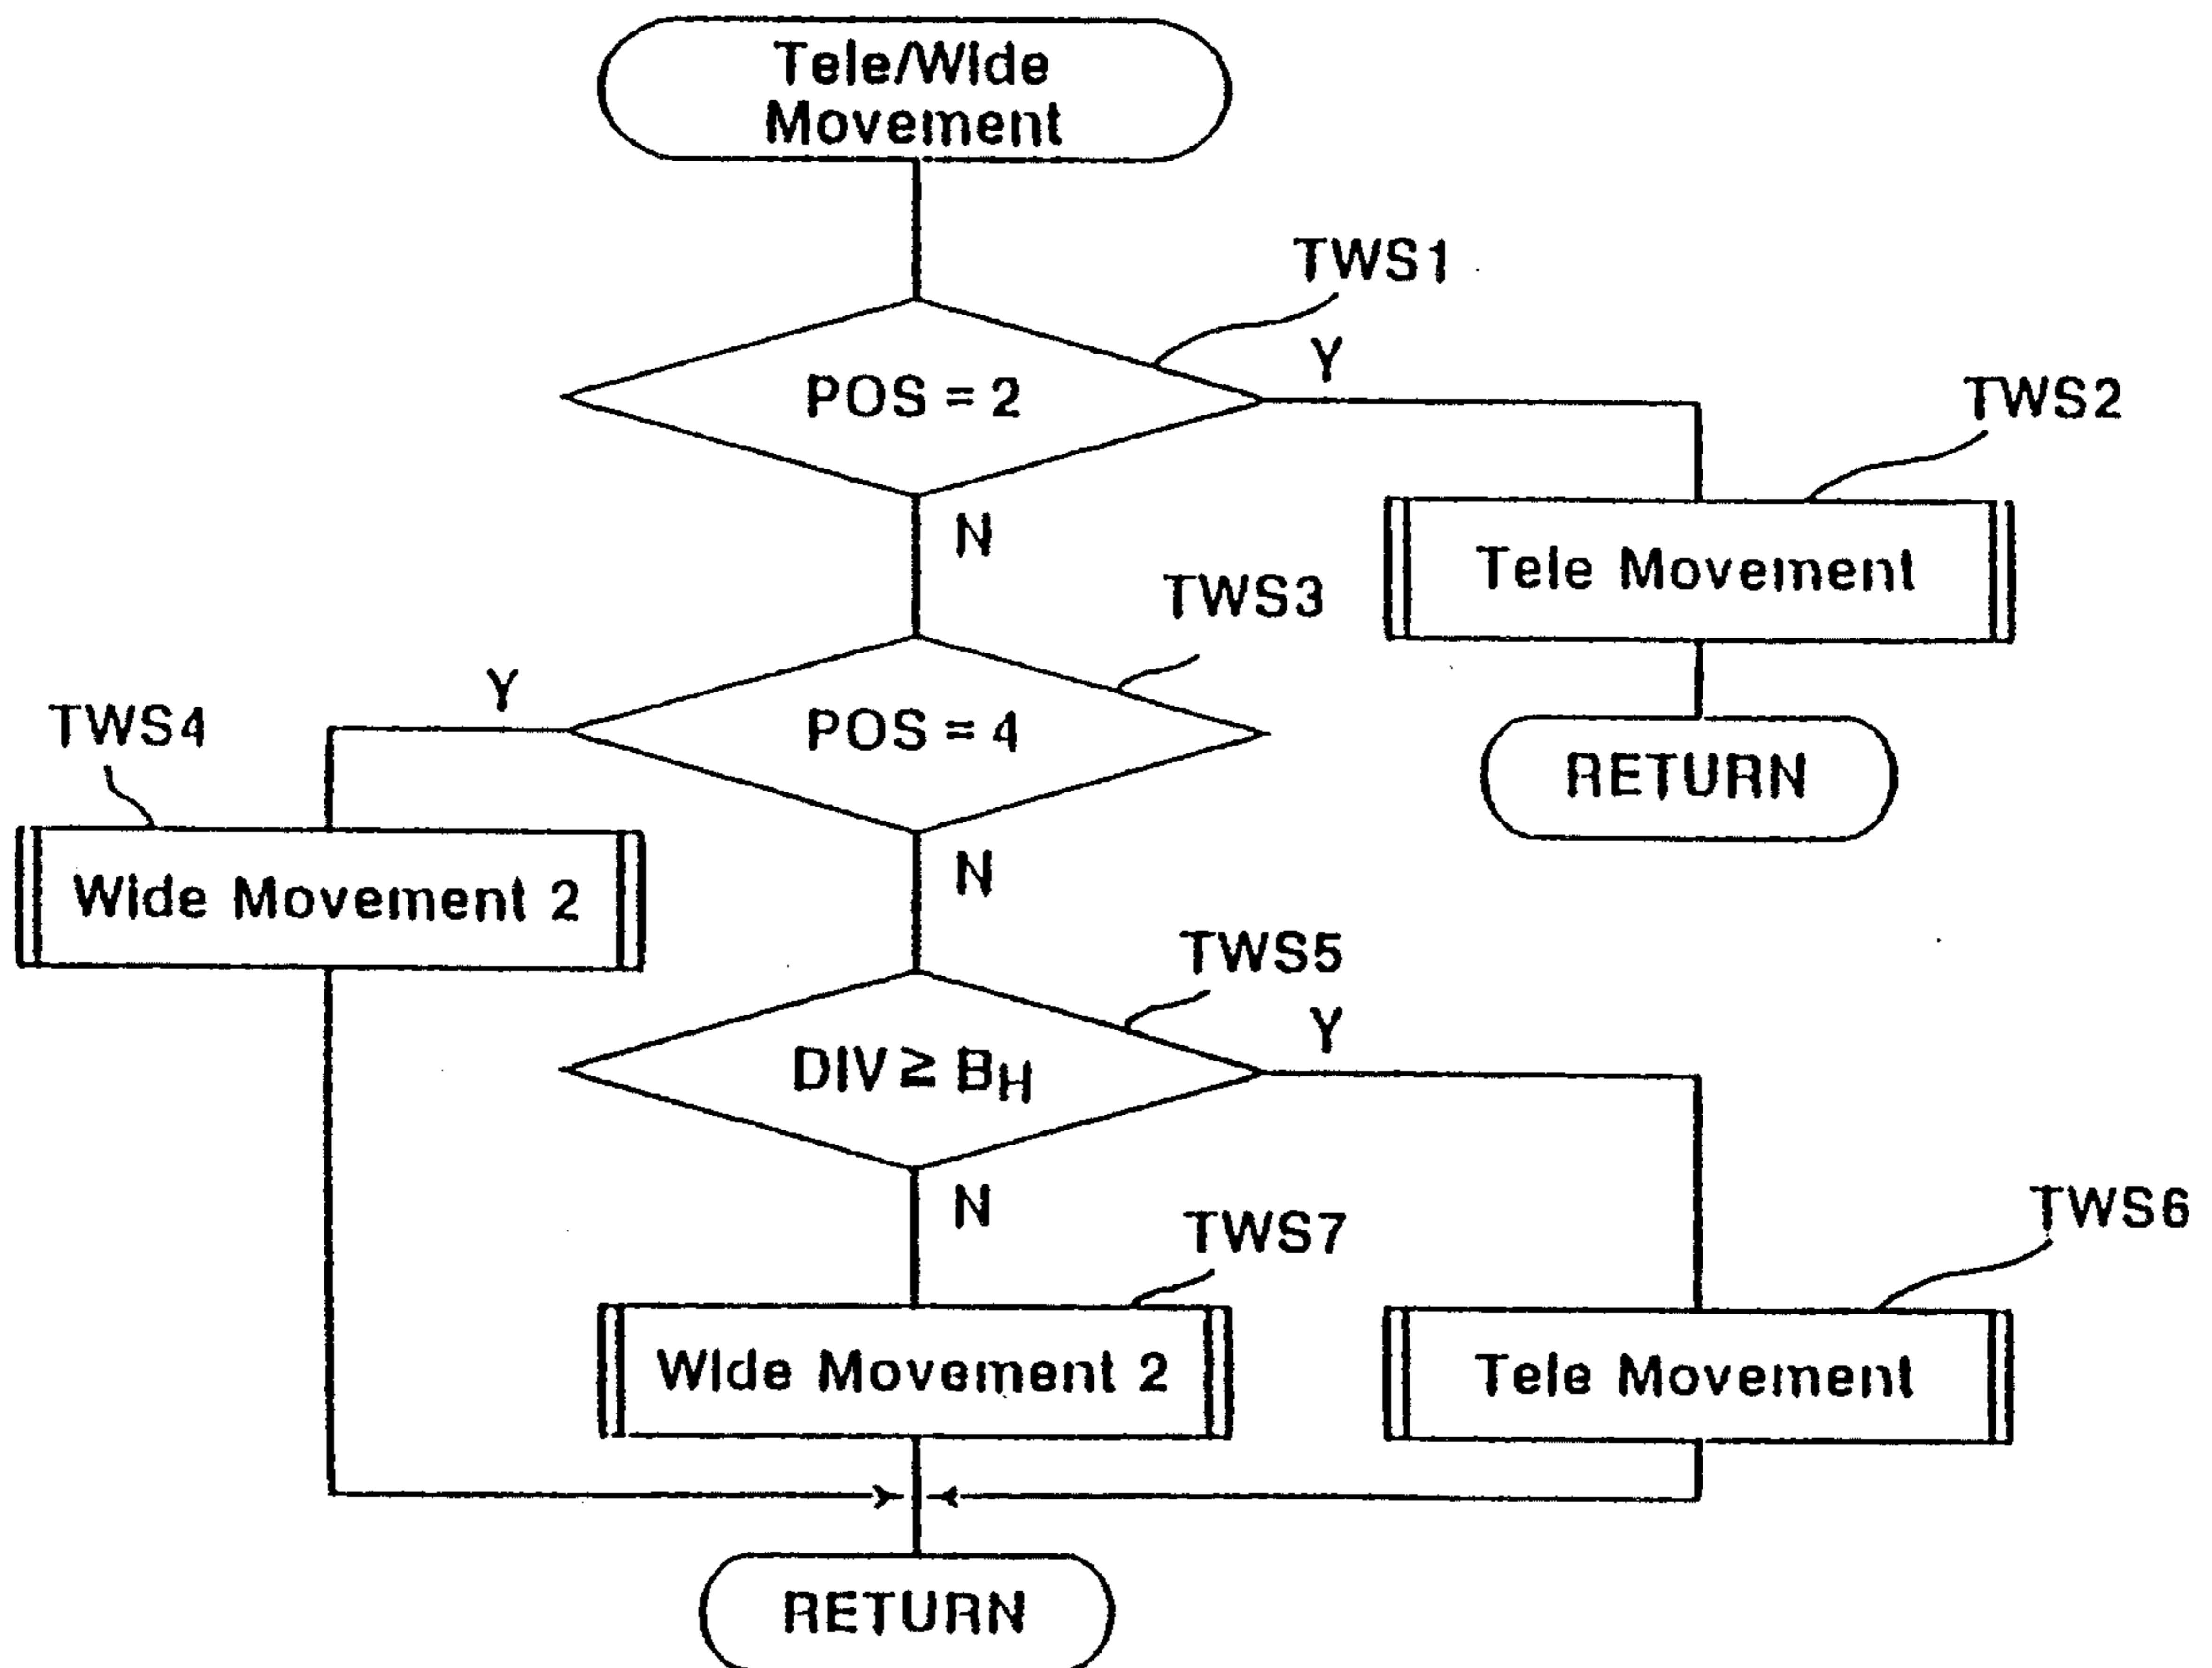 Tele/Wide
Movement
TWS1
POS = 2
Y
TWS2
N
Tele Movement
TWS3
RETURN
Y
POS = 4
TWS4
N
Wide Movement 2
TWS5
DIV ≥ BH
Y
N
TWS7
TWS6
Wide Movement 2
Tele Movement
RETURN